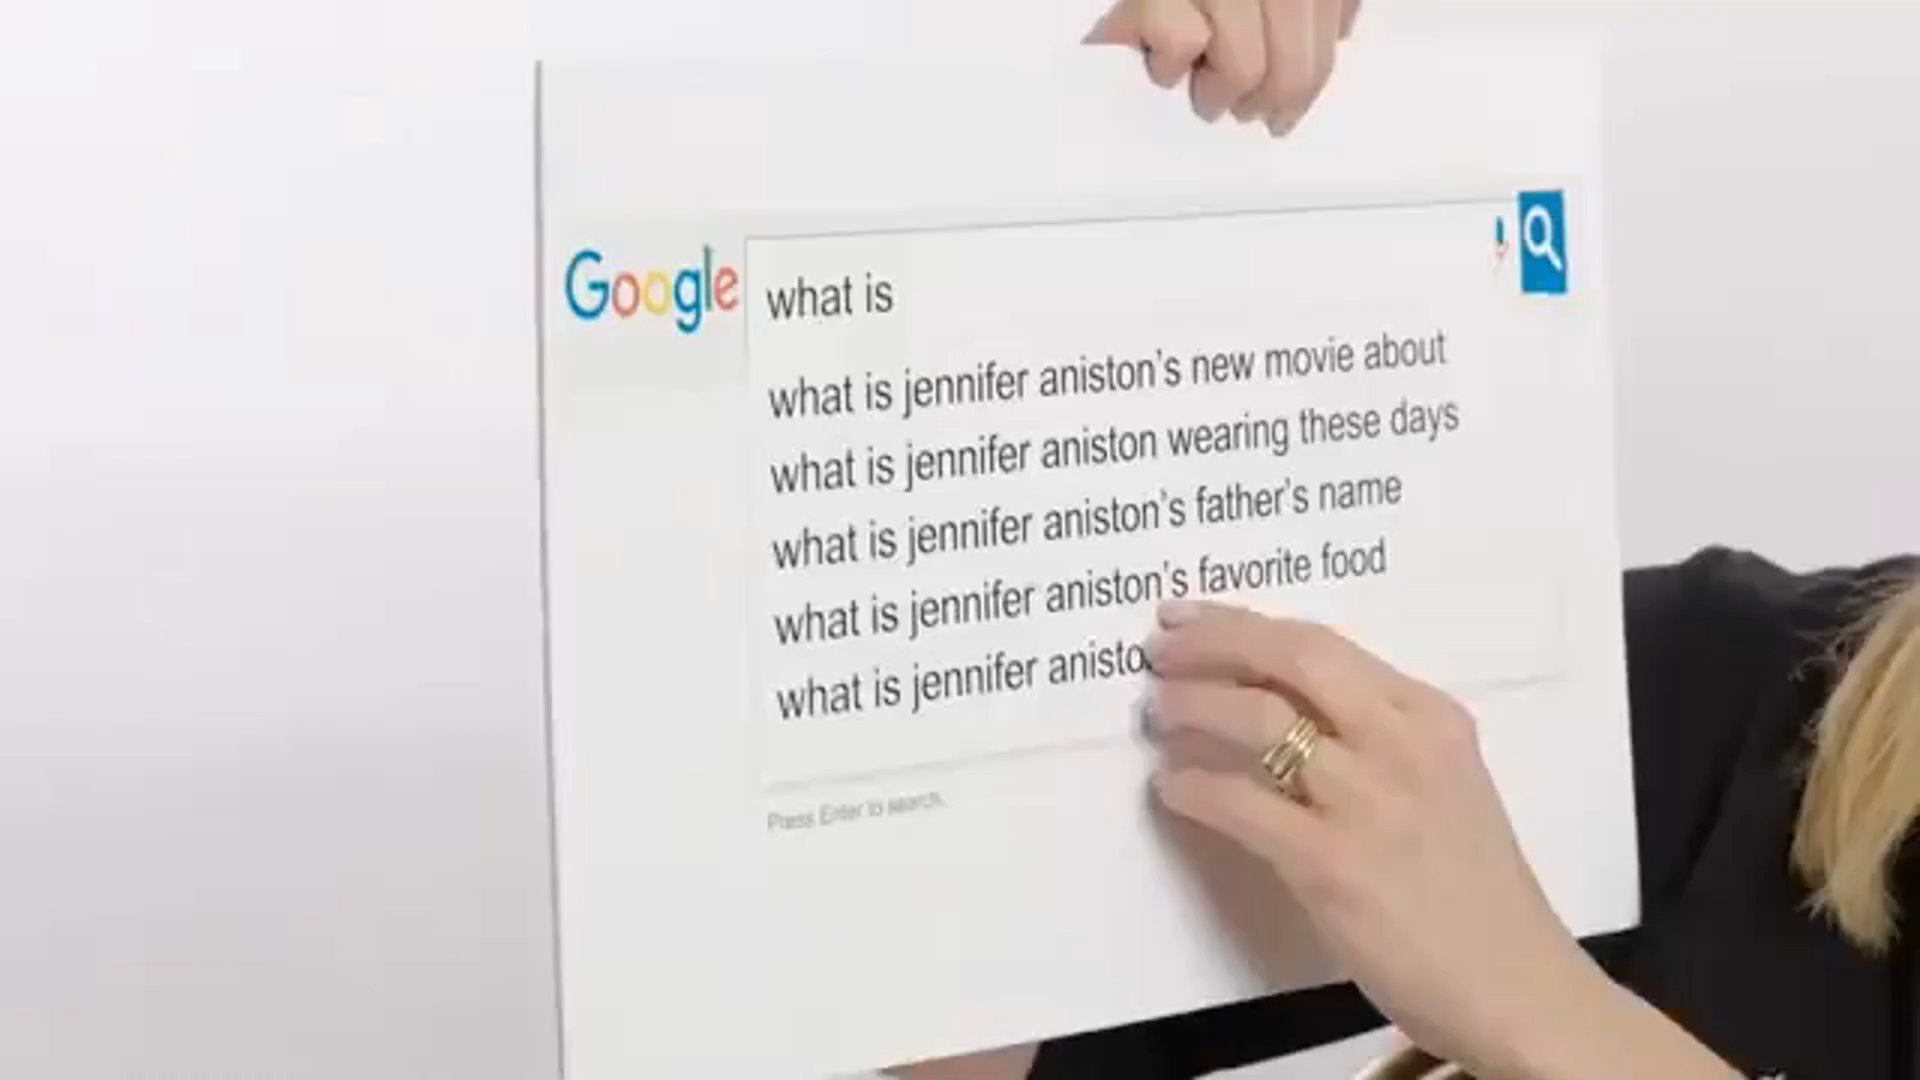 Google
what is
what is jennifer aniston's new movie about
what is jennifer aniston wearing these days
what is jennifer aniston's father's name
what is jennifer aniston's favorite food
what is jennifer
Press Enter to search.